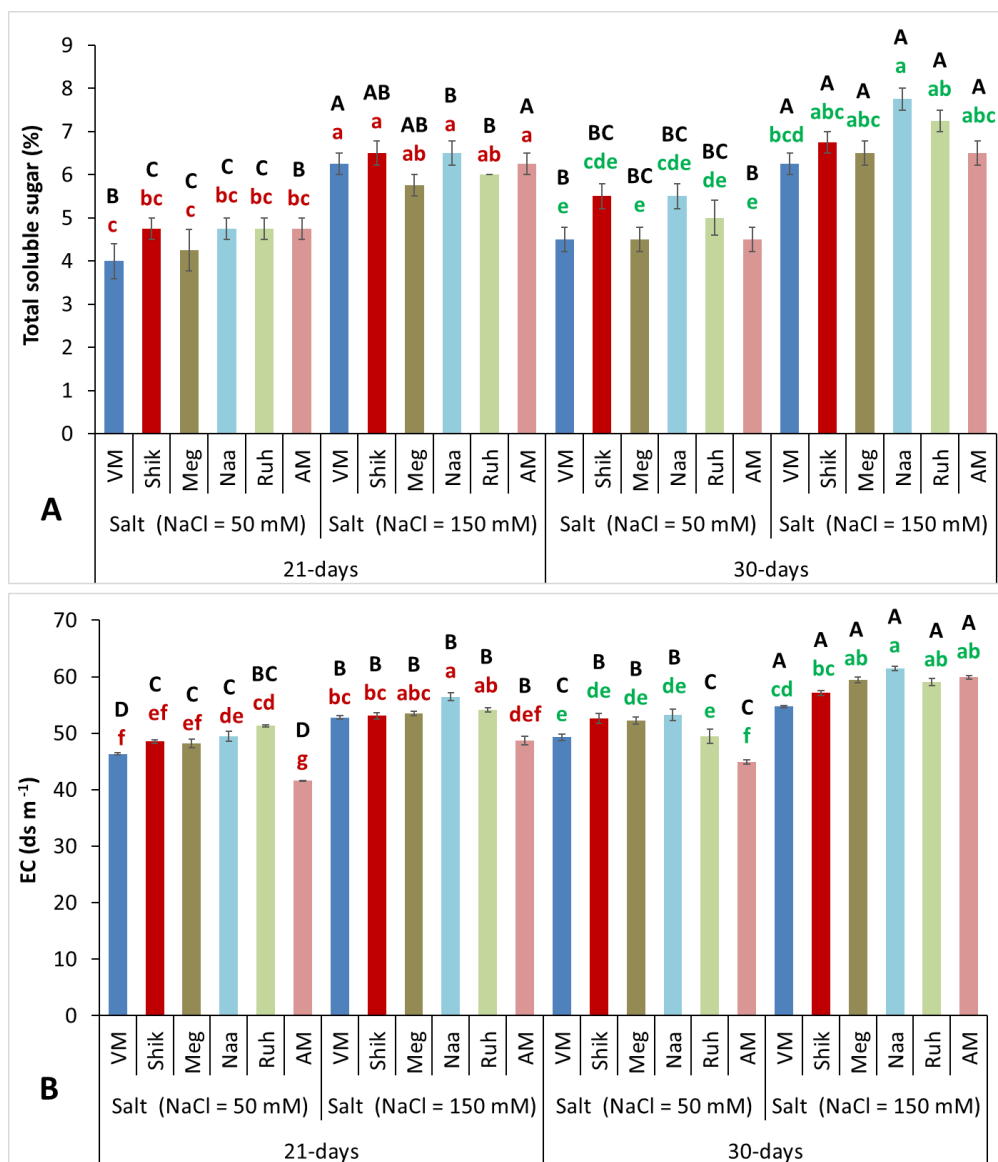 Total soluble sugar (%)
9
8
7
6
5
4
3
2
1
0
B C C C C B A AB AB B B A B BC BC BC BC B A A A A A A
c bc c bc bc bc a a ab a ab a e cde e cde de e bcd abc abc a ab abc
VM Shik Meg Naa Ruh AM VM Shik Meg Naa Ruh AM VM Shik Meg Naa Ruh AM VM Shik Meg Naa Ruh AM
A
Salt (NaCl = 50 mM) Salt (NaCl = 150 mM) Salt (NaCl = 50 mM) Salt (NaCl = 150 mM)
21-days 30-days
EC (ds m -1)
70
60
50
40
30
20
10
0
D C C C BC D B B B B B B C B B B C C A A A A A A
f ef ef de cd g bc bc abc a ab def e de de de e f cd bc ab a ab ab
VM Shik Meg Naa Ruh AM VM Shik Meg Naa Ruh AM VM Shik Meg Naa Ruh AM VM Shik Meg Naa Ruh AM
B
Salt (NaCl = 50 mM) Salt (NaCl = 150 mM) Salt (NaCl = 50 mM) Salt (NaCl = 150 mM)
21-days 30-days